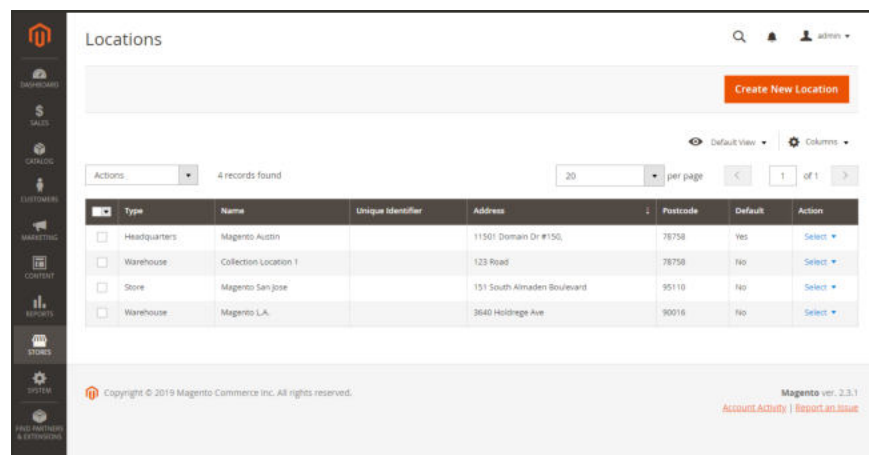 Locations
admin
DASHBOARD
SALES
CATALOG
CUSTOMERS
MARKETING
CONTENT
REPORTS
STORES
SYSTEM
FIND PARTNERS
& EXTENSIONS
Create New Location
Default View
Columns
Actions
4 records found
20
per page
1
of 1
Type Name Unique Identifier Address Postcode Default Action
Headquarters Magento Austin 11501 Domain Dr #150, 78758 Yes Select
Warehouse Collection Location 1 123 Road 78758 No Select
Store Magento San Jose 151 South Almaden Boulevard 95110 No Select
Warehouse Magento L.A. 3640 Holdrege Ave 90016 No Select
Copyright © 2019 Magento Commerce Inc. All rights reserved.
Magento ver. 2.3.1
Account Activity | Report an Issue